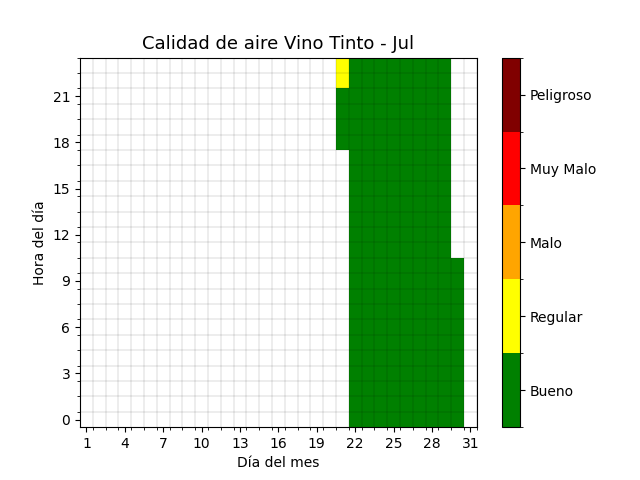 Calidad de aire Vino Tinto - Jul
Hora del día
21
18
15
12
9
6
3
0
1 4 7 10 13 16 19 22 25 28 31
Día del mes
Peligroso
Muy Malo
Malo
Regular
Bueno